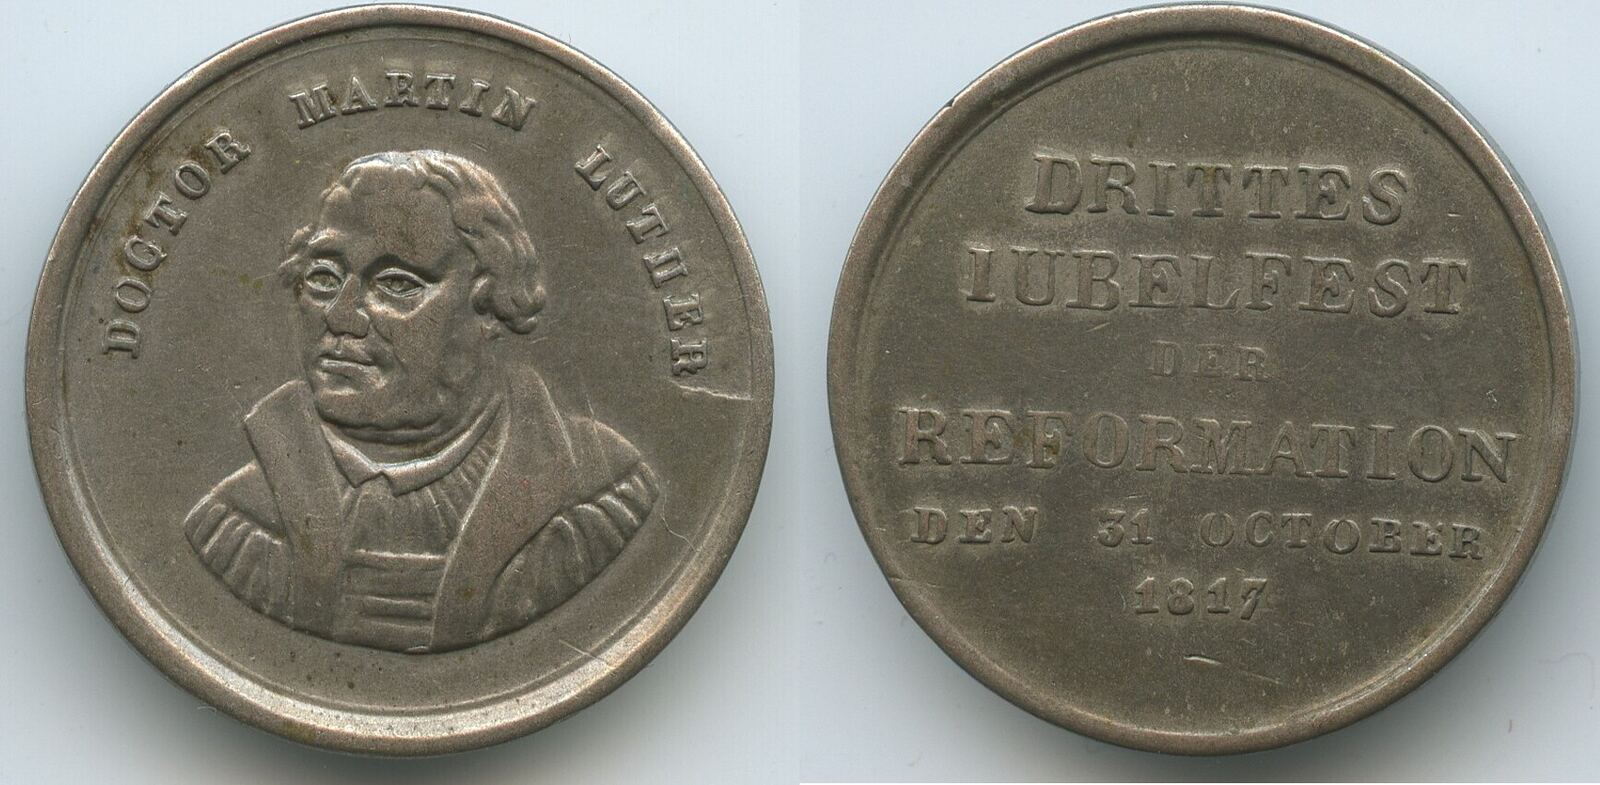 DOCTOR MARTIN LUTHER
DRITTES
IUBELFEST
DER
REFORMATION
DEN 31 OCTOBER
1817